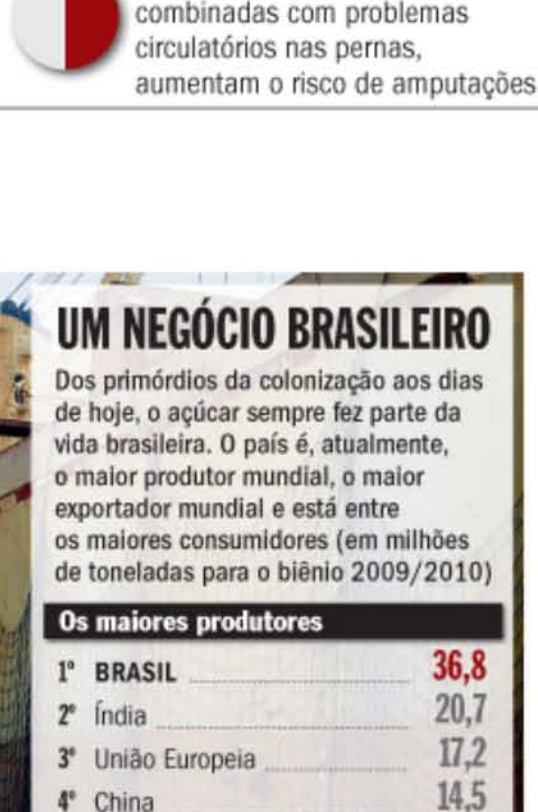 combinadas com problemas
circulatórios nas pernas,
aumentam o risco de amputações
UM NEGÓCIO BRASILEIRO
Dos primórdios da colonização aos dias
de hoje, o açúcar sempre fez parte da
vida brasileira. O país é, atualmente,
o maior produtor mundial, o maior
exportador mundial e está entre
os maiores consumidores (em milhões
de toneladas para o biênio 2009/2010)
Os maiores produtores
1º BRASIL 36,8
2º Índia 20,7
3º União Europeia 17,2
4º China 14,5